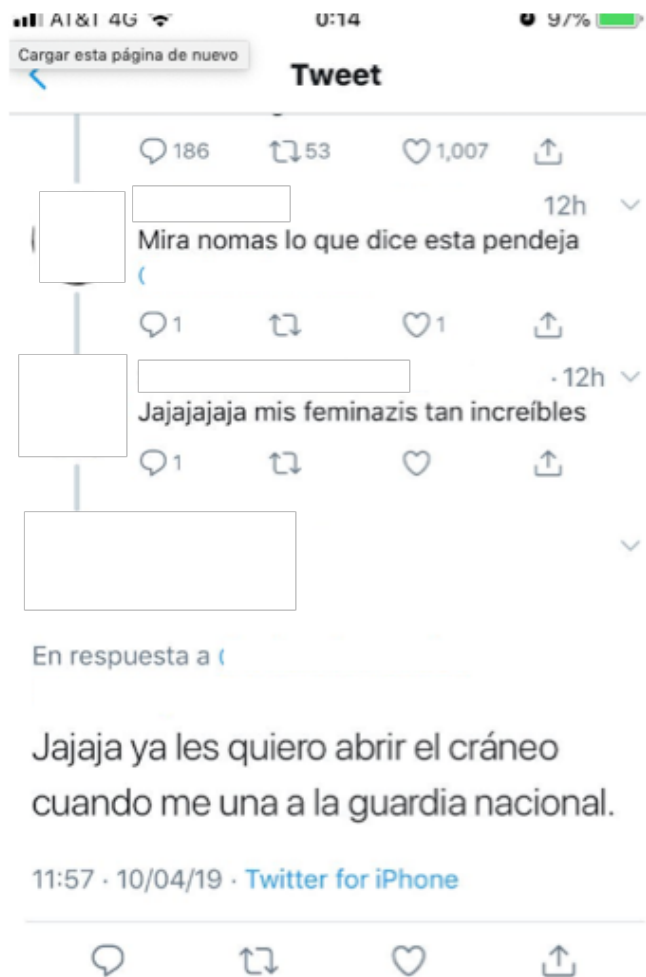 AT&T 4G 0:14 97%
Cargar esta página de nuevo
Tweet
186 53 1,007
12h
Mira nomas lo que dice esta pendeja
1 1
· 12h
Jajajajaja mis feminazis tan increíbles
1
En respuesta a
Jajaja ya les quiero abrir el cráneo
cuando me una a la guardia nacional.
11:57 · 10/04/19 · Twitter for iPhone